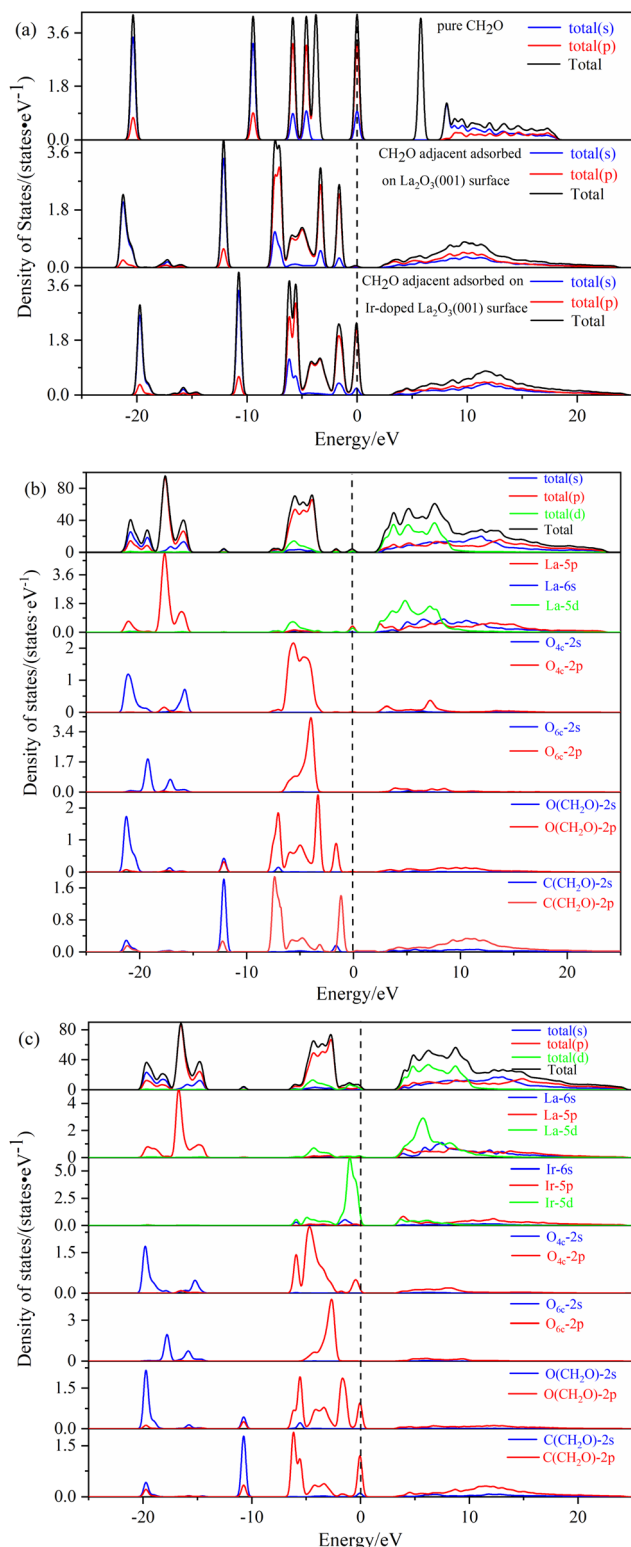 (a)
Density of States/(states•eV⁻¹)
3.6
1.8
0.0
pure CH₂O
total(s)
total(p)
Total
3.6
1.8
0.0
CH₂O adjacent adsorbed
on La₂O₃(001) surface
total(s)
total(p)
Total
3.6
1.8
0.0
CH₂O adjacent adsorbed on
Ir-doped La₂O₃(001) surface
total(s)
total(p)
Total
-20 -10 0 10 20
Energy/eV
(b)
Density of states/(states·eV⁻¹)
80
40
0
total(s)
total(p)
total(d)
Total
3.6
1.8
0.0
La-5p
La-6s
La-5d
2
1
0
O₄c-2s
O₄c-2p
3.4
1.7
0.0
O₆c-2s
O₆c-2p
2
1
0
O(CH₂O)-2s
O(CH₂O)-2p
1.6
0.8
0.0
C(CH₂O)-2s
C(CH₂O)-2p
-20 -10 0 10 20
Energy/eV
(c)
Density of states/(states•eV⁻¹)
80
40
0
total(s)
total(p)
total(d)
Total
4
2
0
La-6s
La-5p
La-5d
5.0
2.5
0.0
Ir-6s
Ir-5p
Ir-5d
1.5
0.0
O₄c-2s
O₄c-2p
3
0
O₆c-2s
O₆c-2p
1.5
0.0
O(CH₂O)-2s
O(CH₂O)-2p
1.5
0.0
C(CH₂O)-2s
C(CH₂O)-2p
-20 -10 0 10 20
Energy/eV